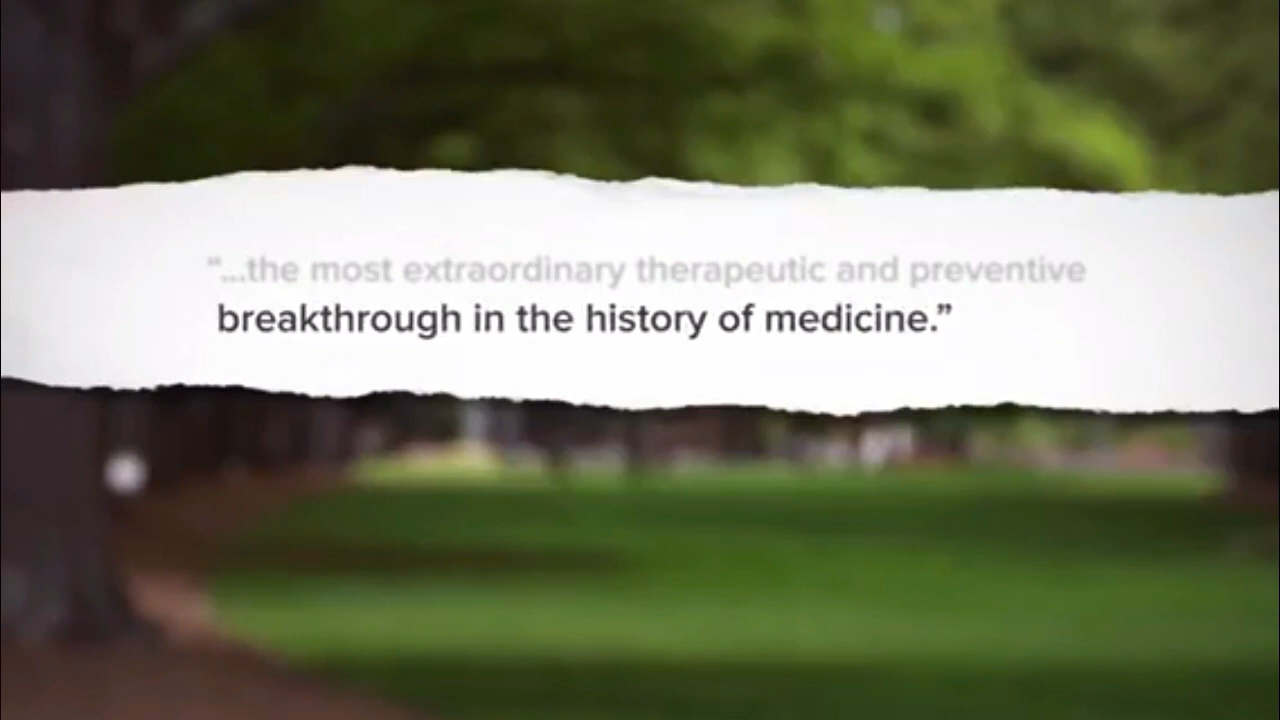 “...the most extraordinary therapeutic and preventive
breakthrough in the history of medicine.”